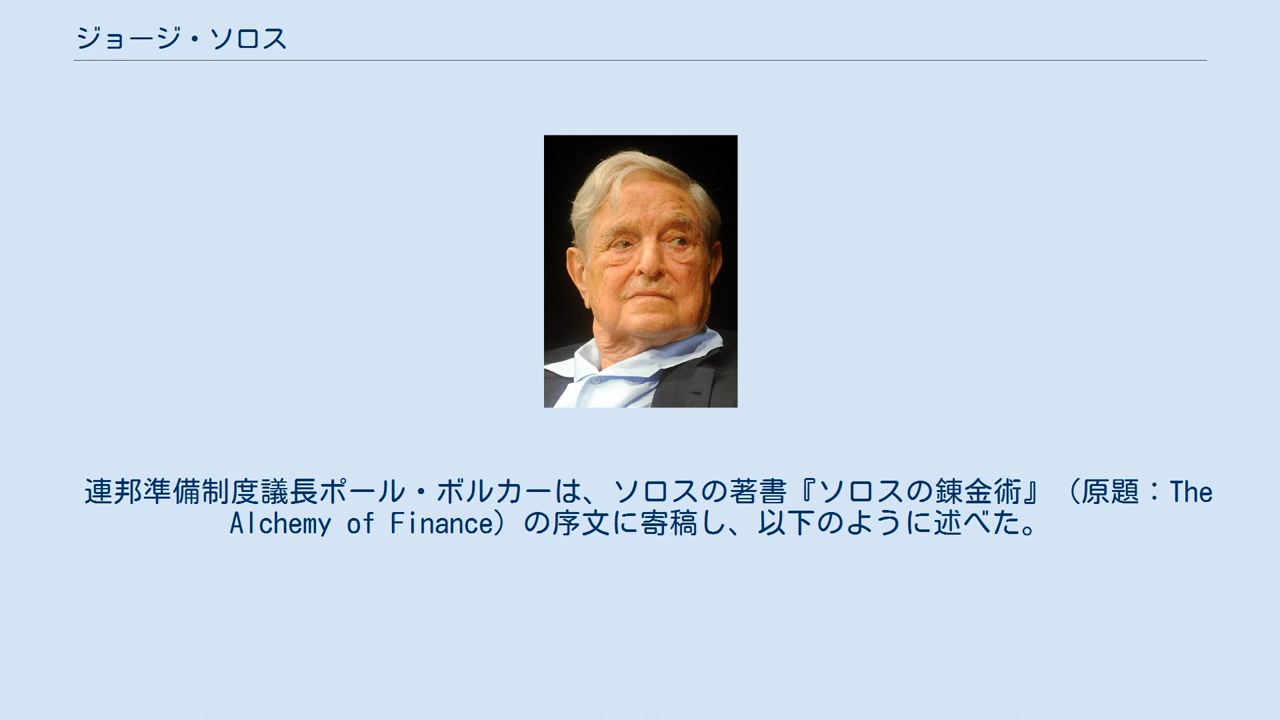 ジョージ・ソロス
連邦準備制度議長ポール・ボルカーは、ソロスの著書『ソロスの錬金術』（原題：The
Alchemy of Finance）の序文に寄稿し、以下のように述べた。